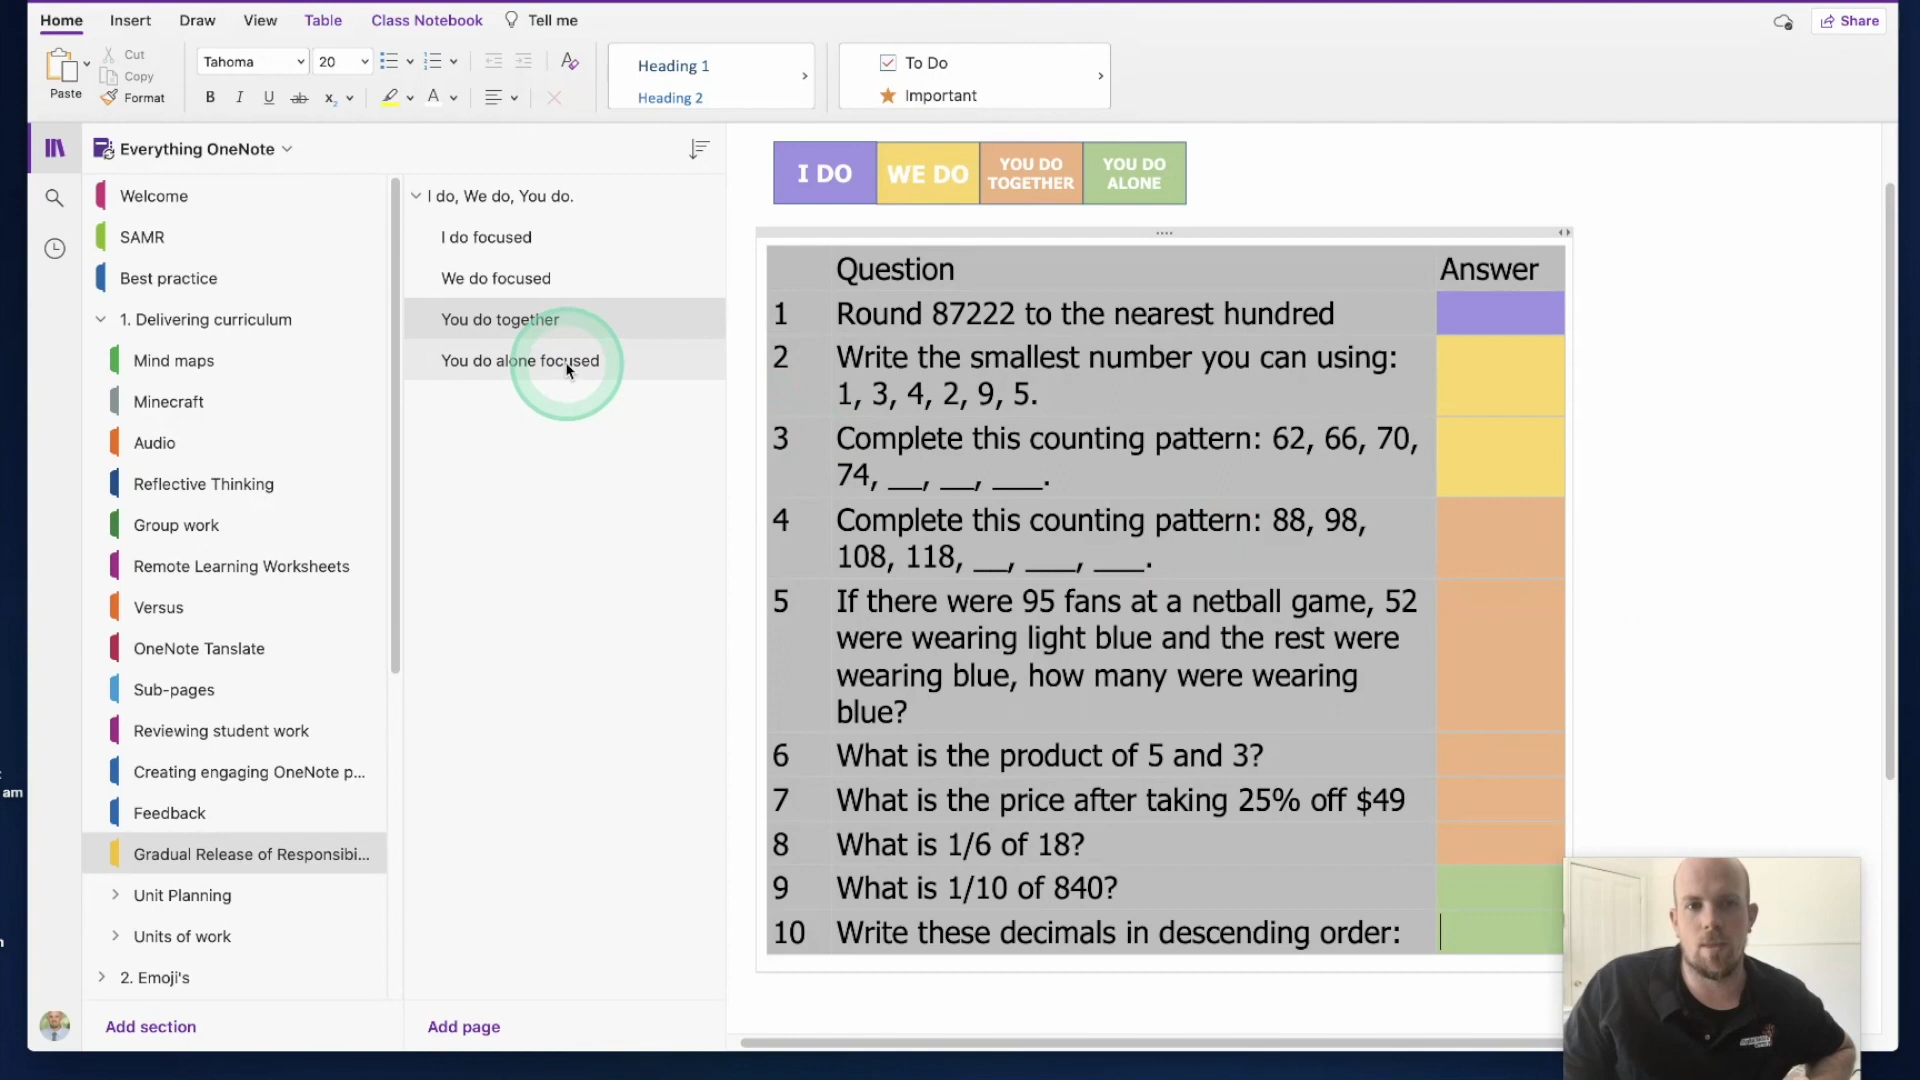 Home Insert Draw View Table Class Notebook Tell me
Share
Paste
Cut
Copy
Format
Tahoma 20
B I U ab x₂ A
Heading 1
Heading 2
To Do
Important
Everything OneNote
Welcome
SAMR
Best practice
1. Delivering curriculum
Mind maps
Minecraft
Audio
Reflective Thinking
Group work
Remote Learning Worksheets
Versus
OneNote Tanslate
Sub-pages
Reviewing student work
Creating engaging OneNote p...
Feedback
Gradual Release of Responsibi...
Unit Planning
Units of work
2. Emoji's
Add section
I do, We do, You do.
I do focused
We do focused
You do together
You do alone focused
Add page
I DO
WE DO
YOU DO
TOGETHER
YOU DO
ALONE
Question Answer
1 Round 87222 to the nearest hundred
2 Write the smallest number you can using:
1, 3, 4, 2, 9, 5.
3 Complete this counting pattern: 62, 66, 70,
74, __, __, ___.
4 Complete this counting pattern: 88, 98,
108, 118, __, ___, ___.
5 If there were 95 fans at a netball game, 52
were wearing light blue and the rest were
wearing blue, how many were wearing
blue?
6 What is the product of 5 and 3?
7 What is the price after taking 25% off $49
8 What is 1/6 of 18?
9 What is 1/10 of 840?
10 Write these decimals in descending order:
am